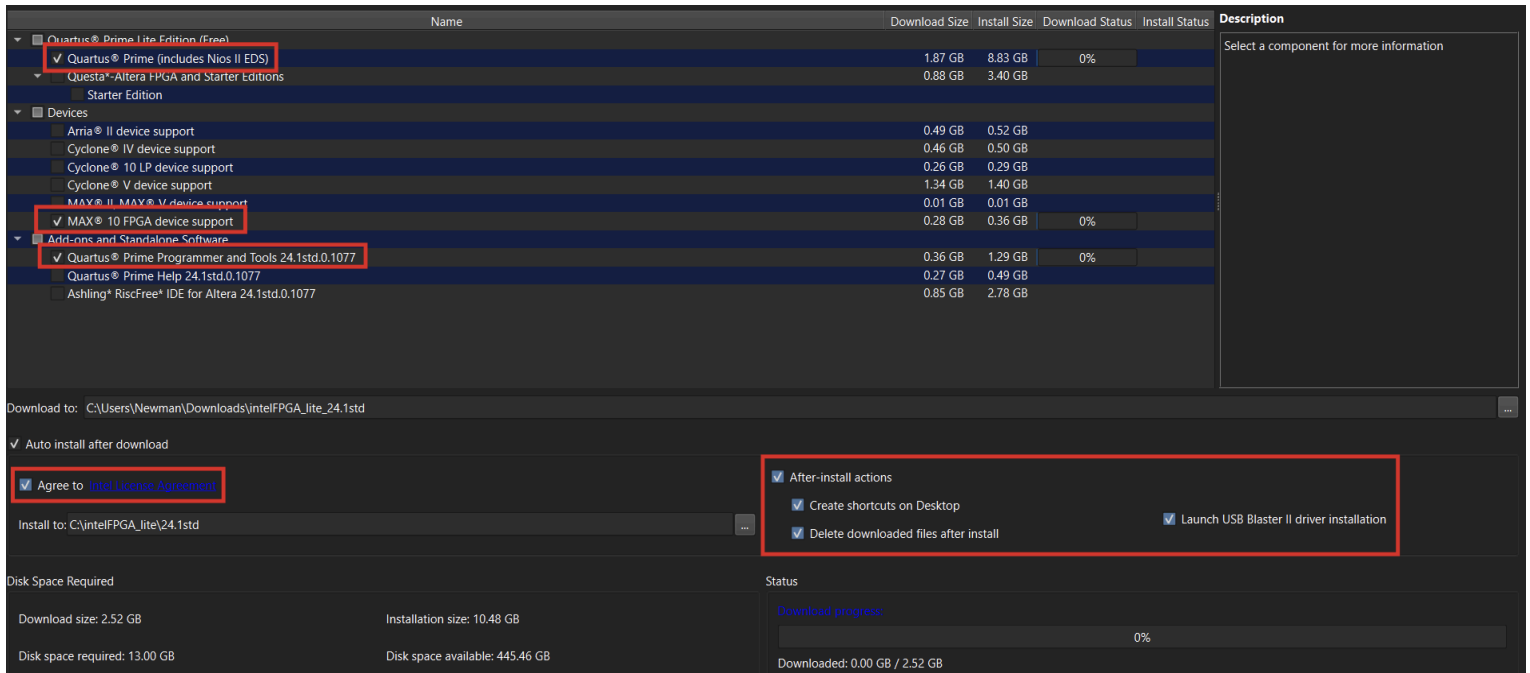 Name Download Size Install Size Download Status Install Status Description
Quartus® Prime Lite Edition (Free)
Select a component for more information
Quartus® Prime (includes Nios II EDS) 1.87 GB 8.83 GB 0%
Questa*-Altera FPGA and Starter Editions 0.88 GB 3.40 GB
Starter Edition
Devices
Arria® II device support 0.49 GB 0.52 GB
Cyclone® IV device support 0.46 GB 0.50 GB
Cyclone® 10 LP device support 0.26 GB 0.29 GB
Cyclone® V device support 1.34 GB 1.40 GB
MAX® II, MAX® V device support 0.01 GB 0.01 GB
MAX® 10 FPGA device support 0.28 GB 0.36 GB 0%
Add-ons and Standalone Software
Quartus® Prime Programmer and Tools 24.1std.0.1077 0.36 GB 1.29 GB 0%
Quartus® Prime Help 24.1std.0.1077 0.27 GB 0.49 GB
Ashling* RiscFree* IDE for Altera 24.1std.0.1077 0.85 GB 2.78 GB
Download to: C:\Users\Newman\Downloads\intelFPGA_lite_24.1std ...
Auto install after download
Agree to Intel License Agreement
After-install actions
Create shortcuts on Desktop
Launch USB Blaster II driver installation
Install to: C:\intelFPGA_lite\24.1std ...
Delete downloaded files after install
Disk Space Required
Status
Download size: 2.52 GB Installation size: 10.48 GB
Download progress:
0%
Disk space required: 13.00 GB Disk space available: 445.46 GB
Downloaded: 0.00 GB / 2.52 GB